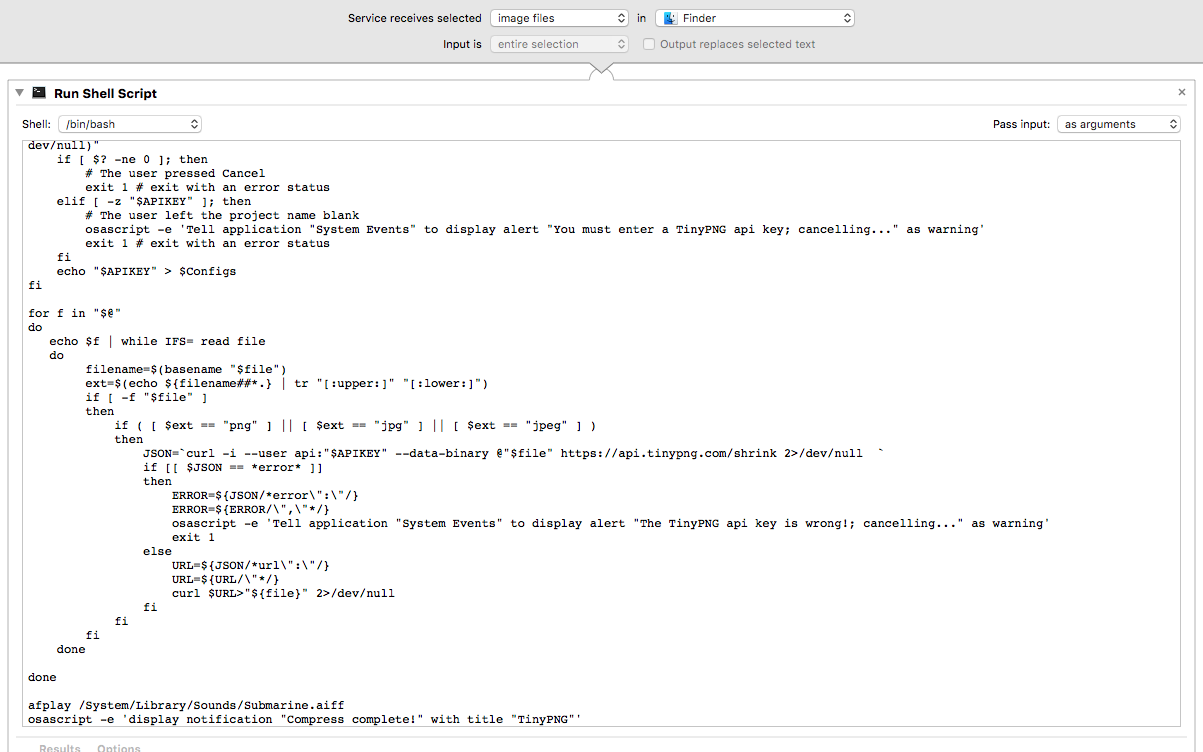 Service receives selected image files in Finder
Input is entire selection Output replaces selected text
Run Shell Script
Shell: /bin/bash Pass input: as arguments
dev/null)"
    if [ $? -ne 0 ]; then
        # The user pressed Cancel
        exit 1 # exit with an error status
    elif [ -z "$APIKEY" ]; then
        # The user left the project name blank
        osascript -e 'Tell application "System Events" to display alert "You must enter a TinyPNG api key; cancelling..." as warning'
        exit 1 # exit with an error status
    fi
    echo "$APIKEY" > $Configs
fi

for f in "$@"
do
   echo $f | while IFS= read file
   do
        filename=$(basename "$file")
        ext=$(echo ${filename##*.} | tr "[:upper:]" "[:lower:]")
        if [ -f "$file" ]
        then
            if ( [ $ext == "png" ] || [ $ext == "jpg" ] || [ $ext == "jpeg" ] )
            then
                JSON=`curl -i --user api:"$APIKEY" --data-binary @"$file" https://api.tinypng.com/shrink 2>/dev/null  `
                if [[ $JSON == *error* ]]
                then
                    ERROR=${JSON/*error\":\"/}
                    ERROR=${ERROR/\",\"*/}
                    osascript -e 'Tell application "System Events" to display alert "The TinyPNG api key is wrong!; cancelling..." as warning'
                    exit 1
                else
                    URL=${JSON/*url\":\"/}
                    URL=${URL/\"*/}
                    curl $URL>"${file}" 2>/dev/null
                fi
            fi
        fi
    done

done

afplay /System/Library/Sounds/Submarine.aiff
osascript -e 'display notification "Compress complete!" with title "TinyPNG"'
Results Options